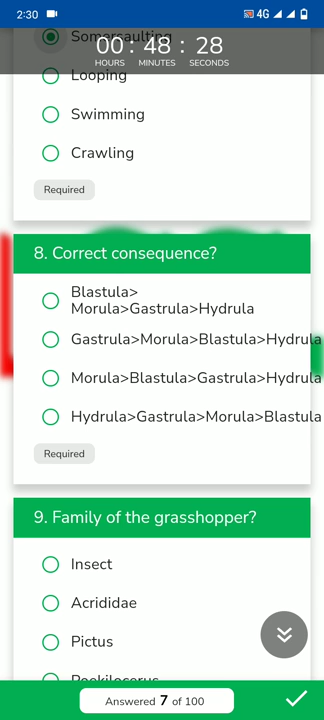 2:30
4G
Somersaulting
00 : 48 : 28
HOURS MINUTES SECONDS
Looping
Swimming
Crawling
Required
8. Correct consequence?
Blastula>
Morula>Gastrula>Hydrula
Gastrula>Morula>Blastula>Hydrula
Morula>Blastula>Gastrula>Hydrula
Hydrula>Gastrula>Morula>Blastula
Required
9. Family of the grasshopper?
Insect
Acrididae
Pictus
Poekilocerus
Answered 7 of 100